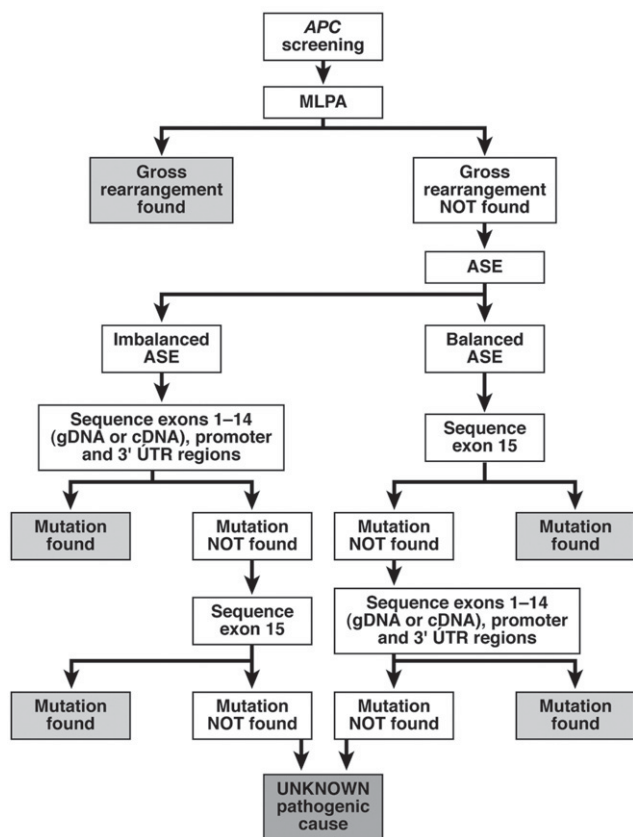 APC
screening
MLPA
Gross
rearrangement
found
Gross
rearrangement
NOT found
ASE
Imbalanced
ASE
Balanced
ASE
Sequence exons 1–14
(gDNA or cDNA), promoter
and 3' ÚTR regions
Sequence
exon 15
Mutation
found
Mutation
NOT found
Mutation
NOT found
Mutation
found
Sequence
exon 15
Sequence exons 1–14
(gDNA or cDNA), promoter
and 3' ÚTR regions
Mutation
found
Mutation
NOT found
Mutation
NOT found
Mutation
found
UNKNOWN
pathogenic
cause